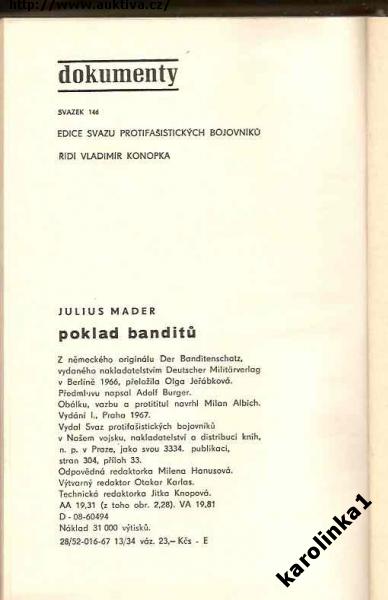 http://www.auktiva.cz/
dokumenty
SVAZEK 146
EDICE SVAZU PROTIFAŠISTICKÝCH BOJOVNÍKŮ
ŘÍDÍ VLADIMÍR KONOPKA
JULIUS MADER
poklad banditů
Z německého originálu Der Banditenschatz,
vydaného nakladatelstvím Deutscher Militärverlag
v Berlíně 1966, přeložila Olga Jeřábková.
Předmluvu napsal Adolf Burger.
Obálku, vazbu a protititul navrhl Milan Albich.
Vydání I., Praha 1967.
Vydal Svaz protifašistických bojovníků
v Našem vojsku, nakladatelství a distribuci knih,
n. p. v Praze, jako svou 3334. publikaci,
stran 304, příloh 33.
Odpovědná redaktorka Milena Hanusová.
Výtvarný redaktor Otakar Karlas.
Technická redaktorka Jitka Knopová.
AA 19,31 (z toho obr. 2,28). VA 19,81
D - 08-60494
Náklad 31 000 výtisků.
28/52-016-67 13/34 váz. 23,— Kčs - E
karolinka1